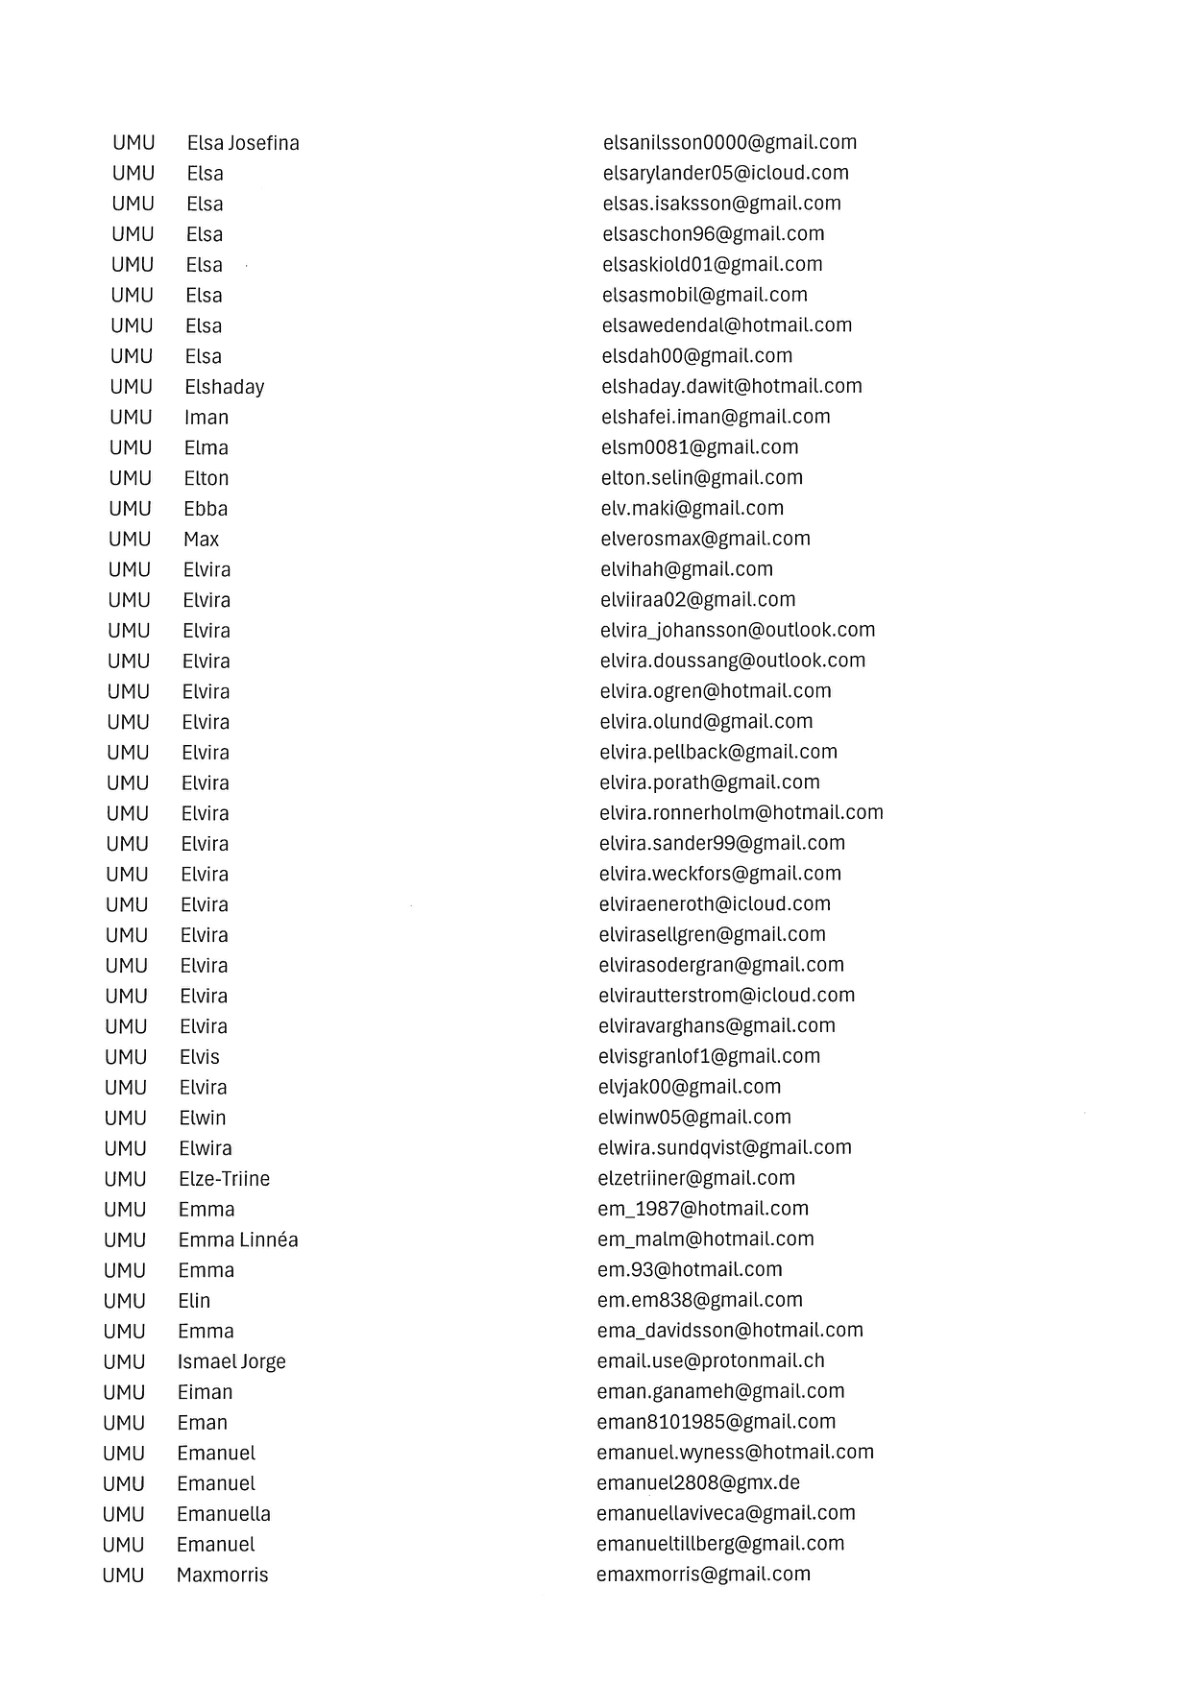 UMU Elsa Josefina elsanilsson0000@gmail.com
UMU Elsa elsarylander05@icloud.com
UMU Elsa elsas.isaksson@gmail.com
UMU Elsa elsaschon96@gmail.com
UMU Elsa elsaskiold01@gmail.com
UMU Elsa elsasmobil@gmail.com
UMU Elsa elsawedendal@hotmail.com
UMU Elsa elsdah00@gmail.com
UMU Elshaday elshaday.dawit@hotmail.com
UMU Iman elshafei.iman@gmail.com
UMU Elma elsm0081@gmail.com
UMU Elton elton.selin@gmail.com
UMU Ebba elv.maki@gmail.com
UMU Max elverosmax@gmail.com
UMU Elvira elvihah@gmail.com
UMU Elvira elviiraa02@gmail.com
UMU Elvira elvira_johansson@outlook.com
UMU Elvira elvira.doussang@outlook.com
UMU Elvira elvira.ogren@hotmail.com
UMU Elvira elvira.olund@gmail.com
UMU Elvira elvira.pellback@gmail.com
UMU Elvira elvira.porath@gmail.com
UMU Elvira elvira.ronnerholm@hotmail.com
UMU Elvira elvira.sander99@gmail.com
UMU Elvira elvira.weckfors@gmail.com
UMU Elvira elviraeneroth@icloud.com
UMU Elvira elvirasellgren@gmail.com
UMU Elvira elvirasodergran@gmail.com
UMU Elvira elvirautterstrom@icloud.com
UMU Elvira elviravarghans@gmail.com
UMU Elvis elvisgranlof1@gmail.com
UMU Elvira elvjak00@gmail.com
UMU Elwin elwinw05@gmail.com
UMU Elwira elwira.sundqvist@gmail.com
UMU Elze-Triine elzetriiner@gmail.com
UMU Emma em_1987@hotmail.com
UMU Emma Linnéa em_malm@hotmail.com
UMU Emma em.93@hotmail.com
UMU Elin em.em838@gmail.com
UMU Emma ema_davidsson@hotmail.com
UMU Ismael Jorge email.use@protonmail.ch
UMU Eiman eman.ganameh@gmail.com
UMU Eman eman8101985@gmail.com
UMU Emanuel emanuel.wyness@hotmail.com
UMU Emanuel emanuel2808@gmx.de
UMU Emanuella emanuellaviveca@gmail.com
UMU Emanuel emanueltillberg@gmail.com
UMU Maxmorris emaxmorris@gmail.com